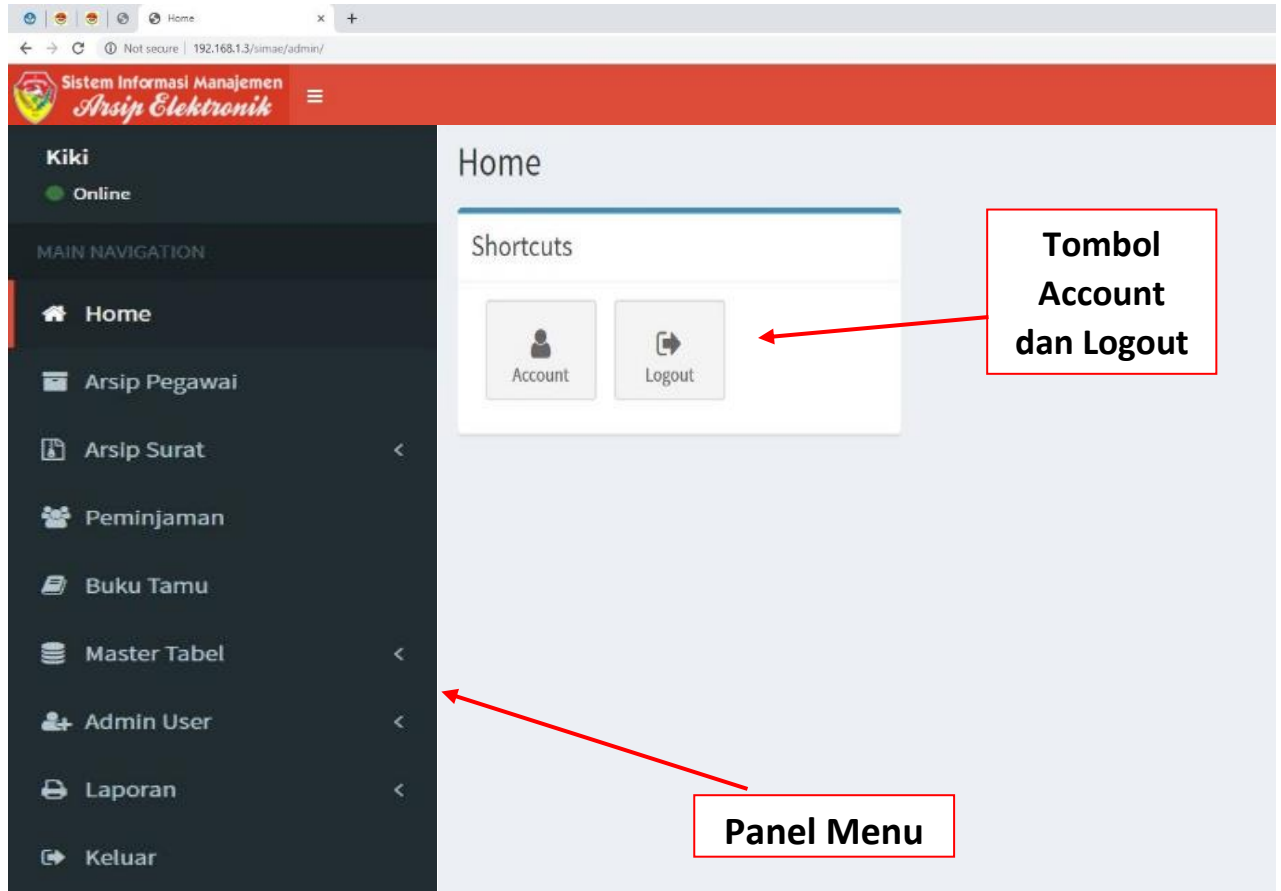 Home
Not secure | 192.168.1.3/simae/admin/
Sistem Informasi Manajemen
Arsip Elektronik
Kiki
Online
MAIN NAVIGATION
Home
Arsip Pegawai
Arsip Surat
Peminjaman
Buku Tamu
Master Tabel
Admin User
Laporan
Keluar
Home
Shortcuts
Account
Logout
Tombol
Account
dan Logout
Panel Menu